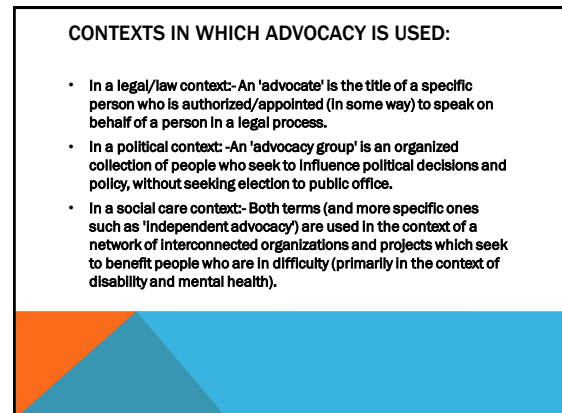 CONTEXTS IN WHICH ADVOCACY IS USED:
• In a legal/law context:- An 'advocate' is the title of a specific
person who is authorized/appointed (in some way) to speak on
behalf of a person in a legal process.
• In a political context: -An 'advocacy group' is an organized
collection of people who seek to influence political decisions and
policy, without seeking election to public office.
• In a social care context:- Both terms (and more specific ones
such as 'independent advocacy') are used in the context of a
network of interconnected organizations and projects which seek
to benefit people who are in difficulty (primarily in the context of
disability and mental health).